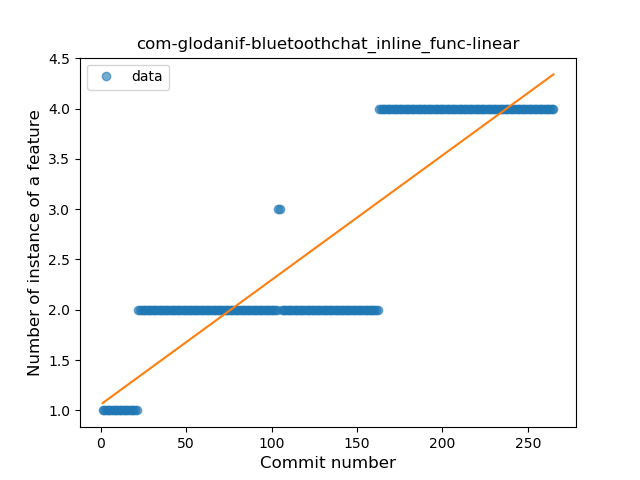 com-glodanif-bluetoothchat_inline_func-linear
data
Number of instance of a feature
4.5
4.0
3.5
3.0
2.5
2.0
1.5
1.0
0 50 100 150 200 250
Commit number